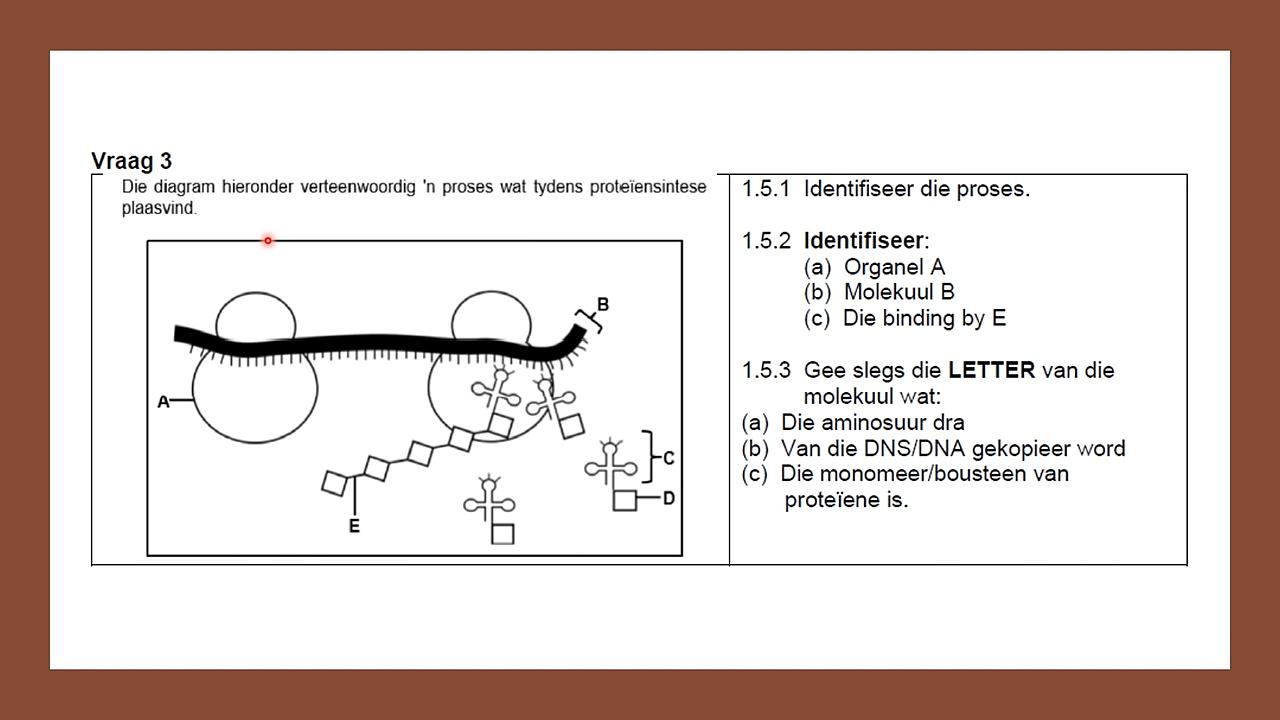 Vraag 3
Die diagram hieronder verteenwoordig 'n proses wat tydens proteïensintese
plaasvind.
B
A
C
D
E
1.5.1 Identifiseer die proses.
1.5.2 Identifiseer:
(a) Organel A
(b) Molekuul B
(c) Die binding by E
1.5.3 Gee slegs die LETTER van die
molekuul wat:
(a) Die aminosuur dra
(b) Van die DNS/DNA gekopieer word
(c) Die monomeer/bousteen van
proteïene is.